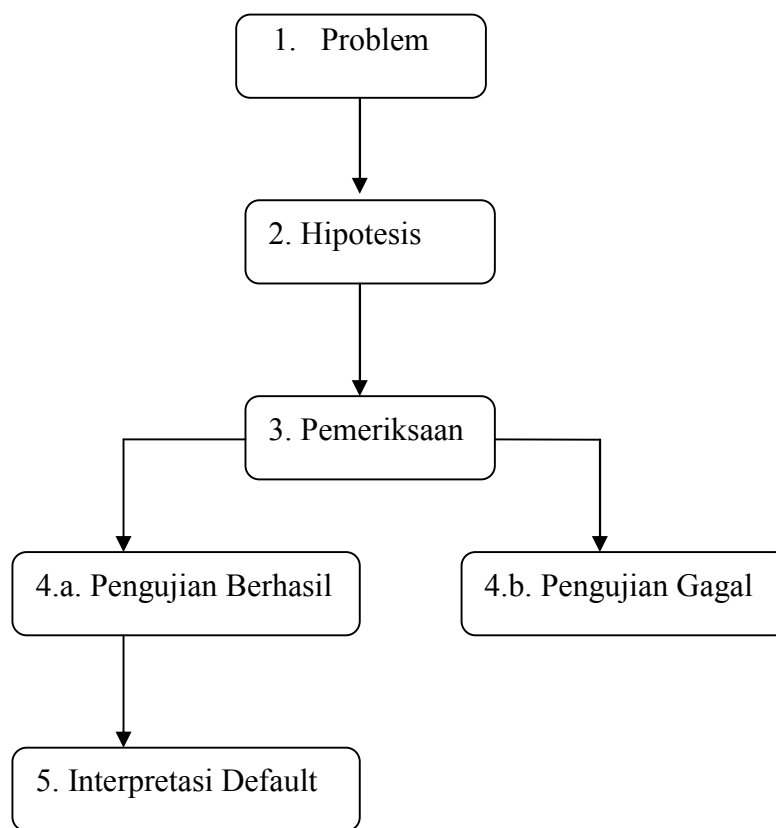 1. Problem
2. Hipotesis
3. Pemeriksaan
4.a. Pengujian Berhasil
4.b. Pengujian Gagal
5. Interpretasi Default